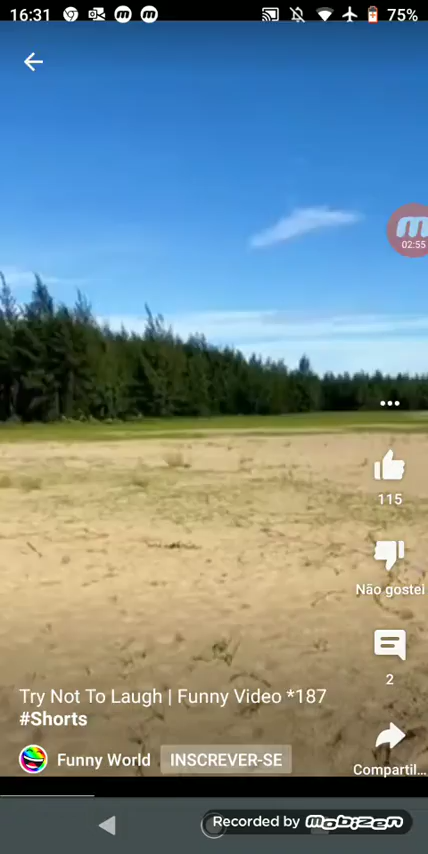 16:31
75%
m
02:55
115
Não gostei
2
Try Not To Laugh | Funny Video *187
#Shorts
Funny World
INSCREVER-SE
Compartil...
Recorded by mobizen